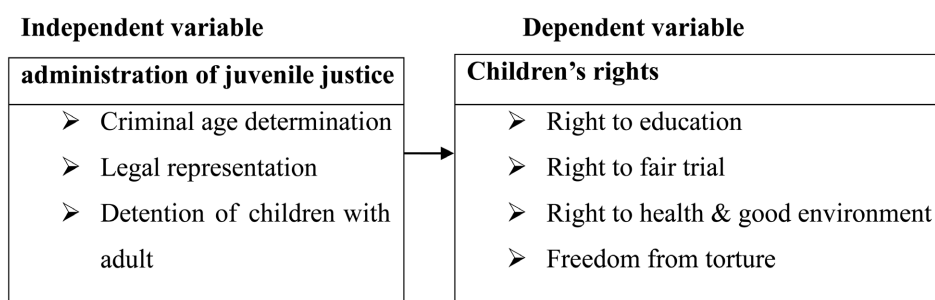 Independent variable
Dependent variable
administration of juvenile justice
➢ Criminal age determination
➢ Legal representation
➢ Detention of children with
adult
Children’s rights
➢ Right to education
➢ Right to fair trial
➢ Right to health & good environment
➢ Freedom from torture